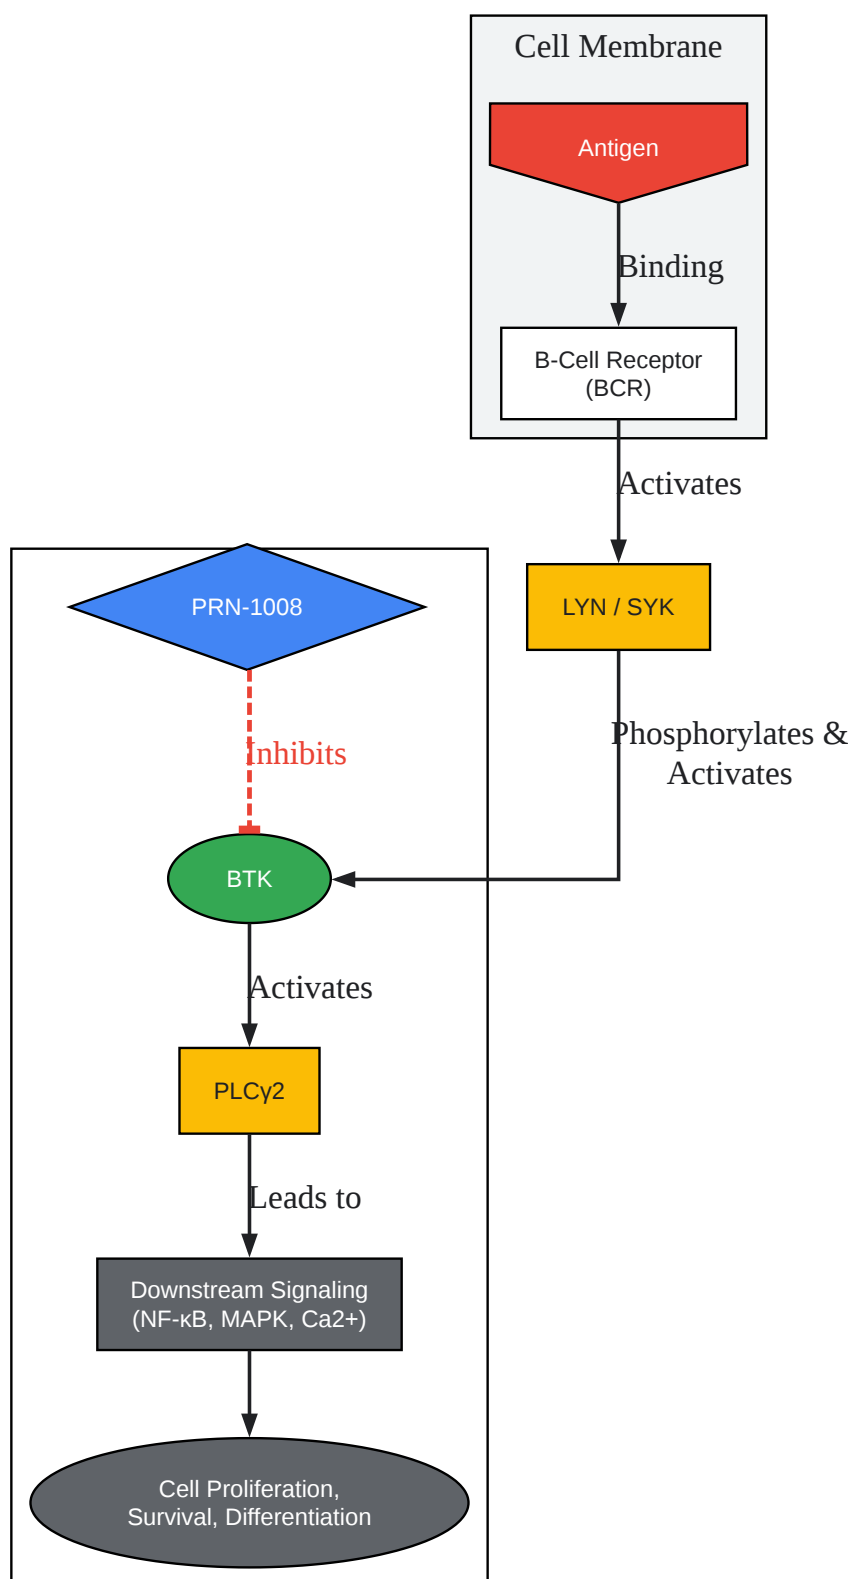 Cell Membrane
Antigen
Binding
B-Cell Receptor
(BCR)
Activates
PRN-1008
LYN / SYK
Inhibits
Phosphorylates &
Activates
BTK
Activates
PLCγ2
Leads to
Downstream Signaling
(NF-κB, MAPK, Ca2+)
Cell Proliferation,
Survival, Differentiation